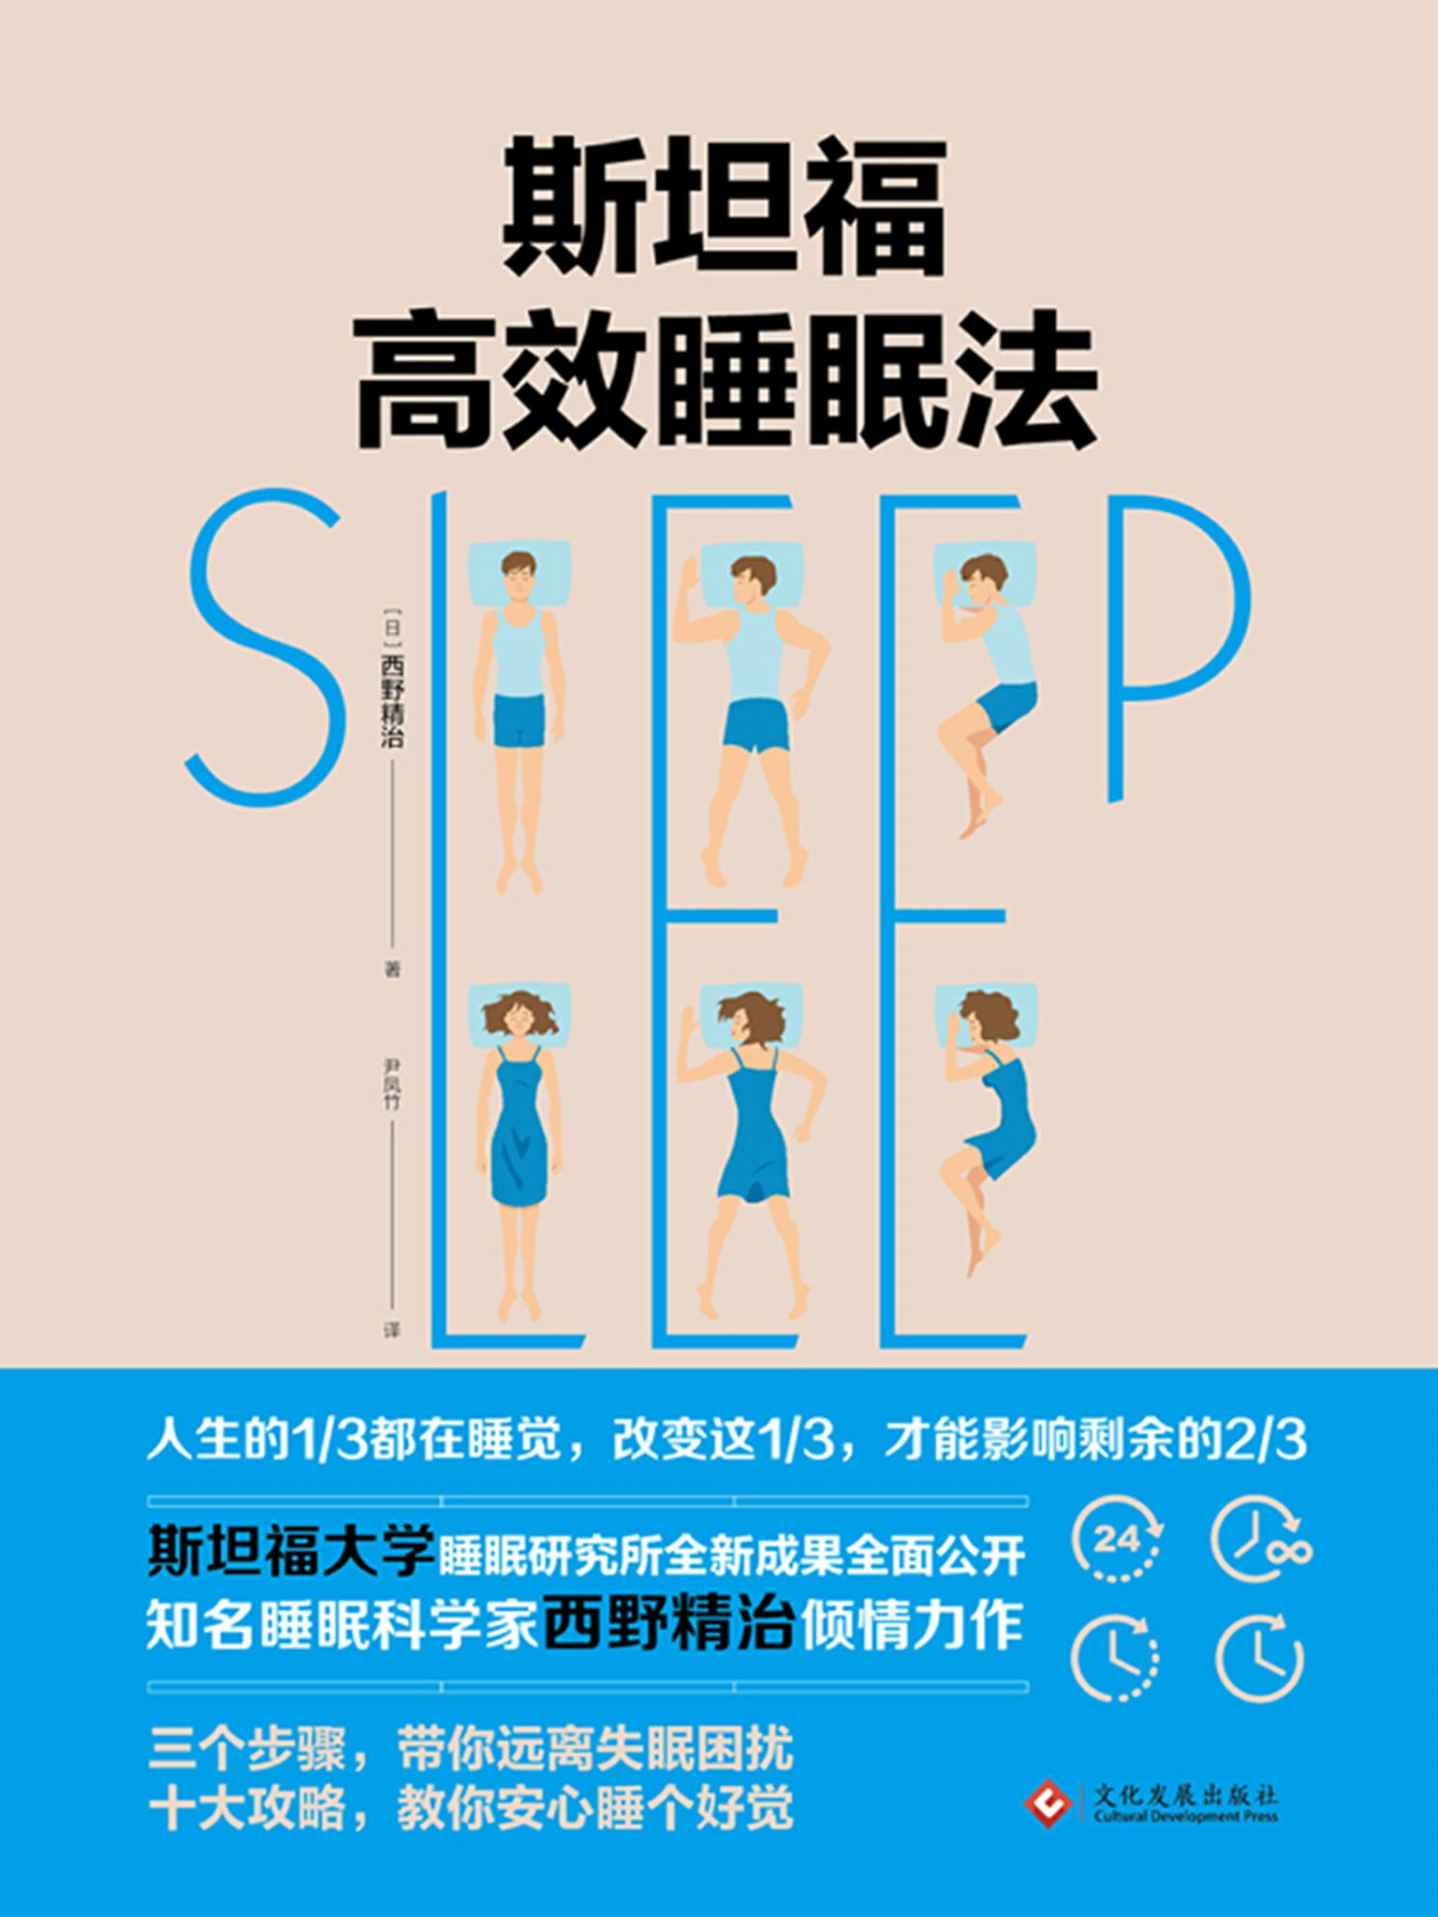 斯坦福
高效睡眠法
SLEEP
[日]西野精治
著
尹凤竹
译
人生的1/3都在睡觉，改变这1/3，才能影响剩余的2/3
斯坦福大学睡眠研究所全新成果全面公开
知名睡眠科学家西野精治倾情力作
24
三个步骤，带你远离失眠困扰
十大攻略，教你安心睡个好觉
文化发展出版社
Cultural Development Press